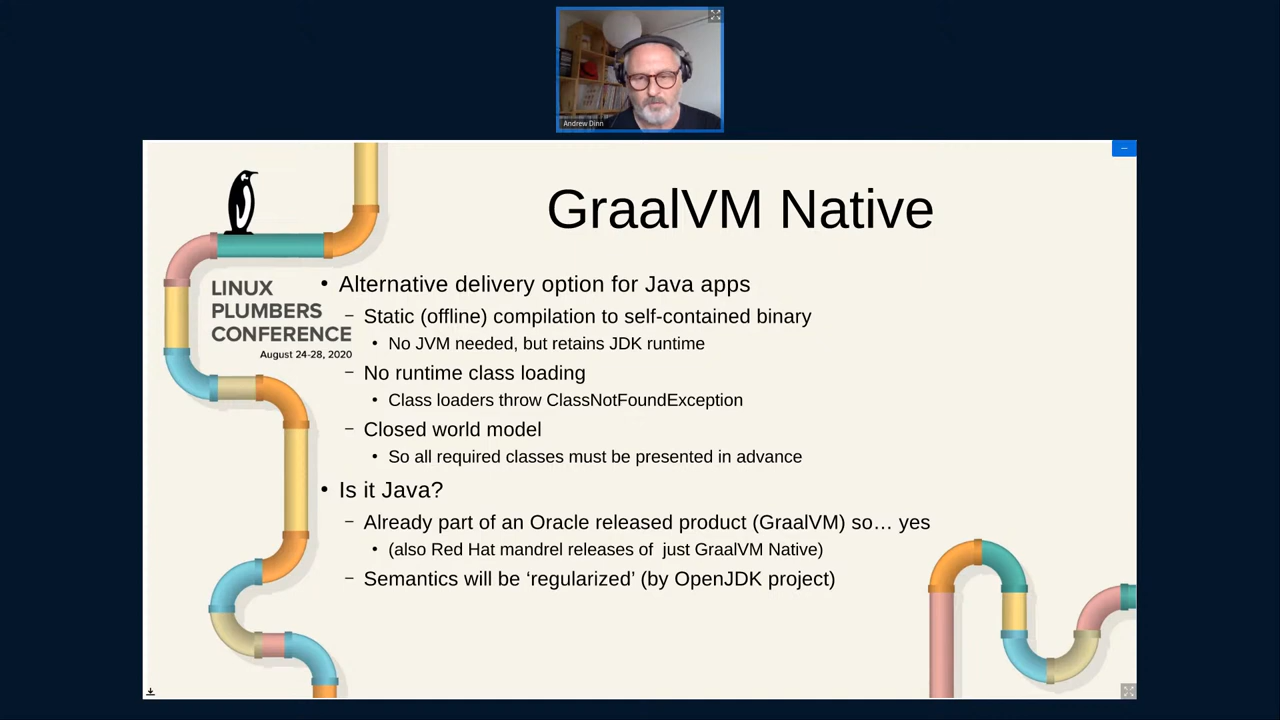 Andrew Dinn
GraalVM Native
LINUX
PLUMBERS
CONFERENCE
August 24-28, 2020
• Alternative delivery option for Java apps
– Static (offline) compilation to self-contained binary
• No JVM needed, but retains JDK runtime
– No runtime class loading
• Class loaders throw ClassNotFoundException
– Closed world model
• So all required classes must be presented in advance
• Is it Java?
– Already part of an Oracle released product (GraalVM) so… yes
• (also Red Hat mandrel releases of  just GraalVM Native)
– Semantics will be ‘regularized’ (by OpenJDK project)